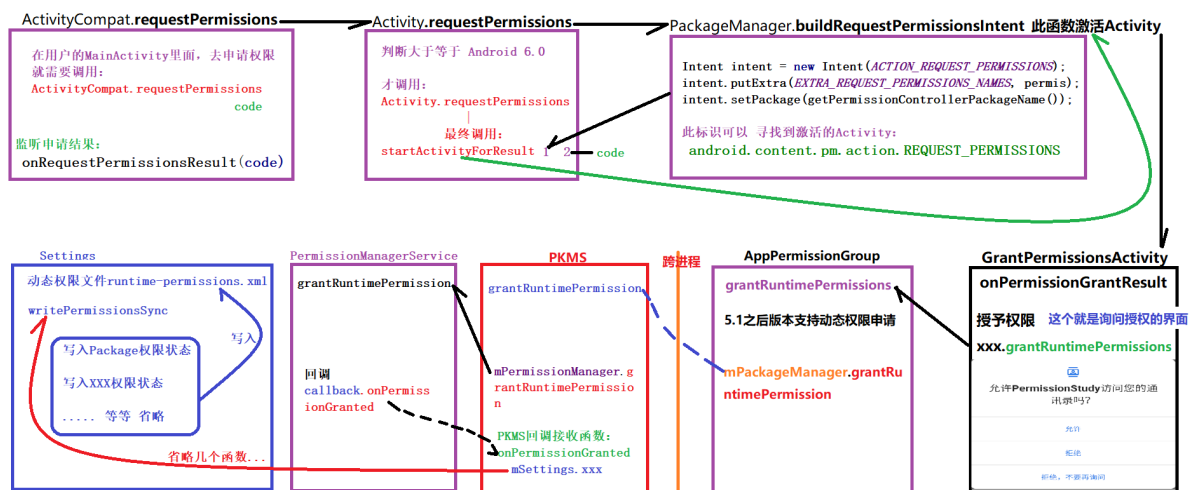 ActivityCompat.requestPermissions
在用户的MainActivity里面，去申请权限
就需要调用：
ActivityCompat.requestPermissions
code
监听申请结果：
onRequestPermissionsResult(code)
Activity.requestPermissions
判断大于等于 Android 6.0
才调用：
Activity.requestPermissions
|
最终调用：
startActivityForResult 1 2
code
PackageManager.buildRequestPermissionsIntent 此函数激活Activity
Intent intent = new Intent(ACTION_REQUEST_PERMISSIONS);
intent.putExtra(EXTRA_REQUEST_PERMISSIONS_NAMES, permis);
intent.setPackage(getPermissionControllerPackageName());
此标识可以 寻找到激活的Activity：
android.content.pm.action.REQUEST_PERMISSIONS
Settings
动态权限文件runtime-permissions.xml
writePermissionsSync
写入Package权限状态
写入XXX权限状态
..... 等等 省略
写入
省略几个函数...
PermissionManagerService
grantRuntimePermission
回调
callback.onPermiss
ionGranted
PKMS
grantRuntimePermission
mPermissionManager.g
rantRuntimePermissio
n
PKMS回调接收函数：
onPermissionGranted
mSettings.xxx
跨进程
AppPermissionGroup
grantRuntimePermissions
5.1之后版本支持动态权限申请
mPackageManager.grantRu
ntimePermission
GrantPermissionsActivity
onPermissionGrantResult
授予权限 这个就是询问授权的界面
xxx.grantRuntimePermissions
允许PermissionStudy访问您的通
讯录吗？
允许
拒绝
拒绝，不要再询问